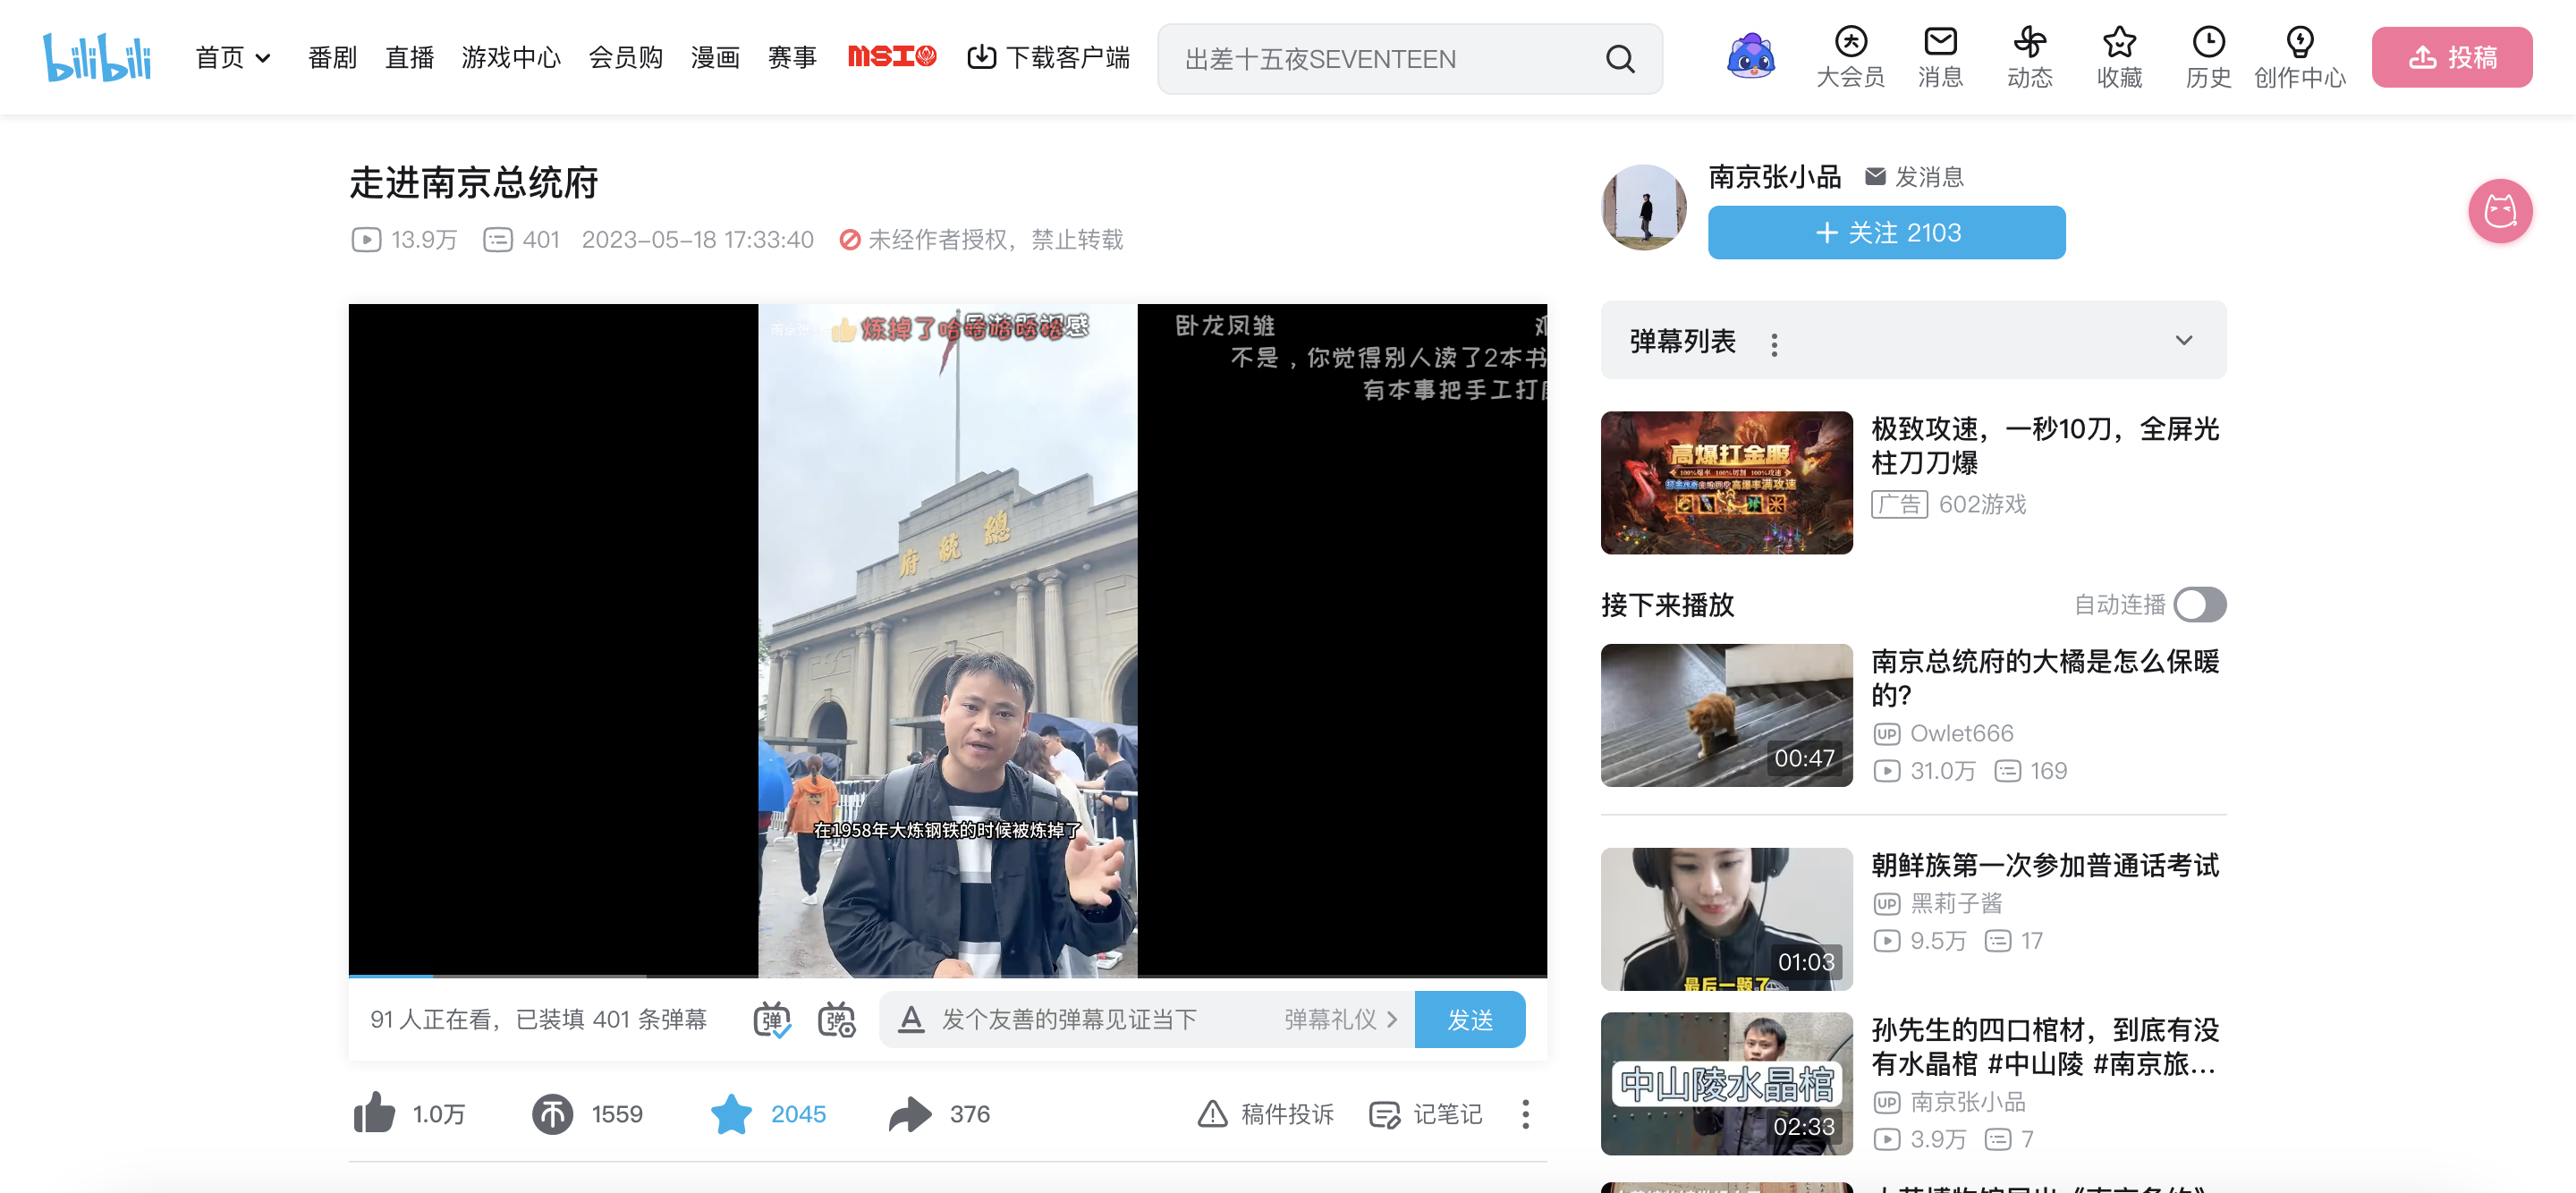 bilibili
首页
番剧
直播
游戏中心
会员购
漫画
赛事
MSI
下载客户端
出差十五夜SEVENTEEN
大会员
消息
动态
收藏
历史
创作中心
投稿
走进南京总统府
13.9万 401 2023-05-18 17:33:40 未经作者授权，禁止转载
炼掉了哈哈哈哈哈哈
卧龙凤雏
不是，你觉得别人读了2本书
有本事把手工打
總統府
在1958年大炼钢铁的时候被炼掉了
91 人正在看，已装填 401 条弹幕
弹
弹
发个友善的弹幕见证当下
弹幕礼仪
发送
1.0万
1559
2045
376
稿件投诉
记笔记
南京张小品
发消息
+ 关注 2103
弹幕列表
高爆打金服
极致攻速，一秒10刀，全屏光
柱刀刀爆
广告 602游戏
接下来播放
自动连播
00:47
南京总统府的大橘是怎么保暖
的?
UP Owlet666
31.0万 169
最后一题了
01:03
朝鲜族第一次参加普通话考试
UP 黑莉子酱
9.5万 17
中山陵水晶棺
02:33
孙先生的四口棺材，到底有没
有水晶棺 #中山陵 #南京旅...
UP 南京张小品
3.9万 7